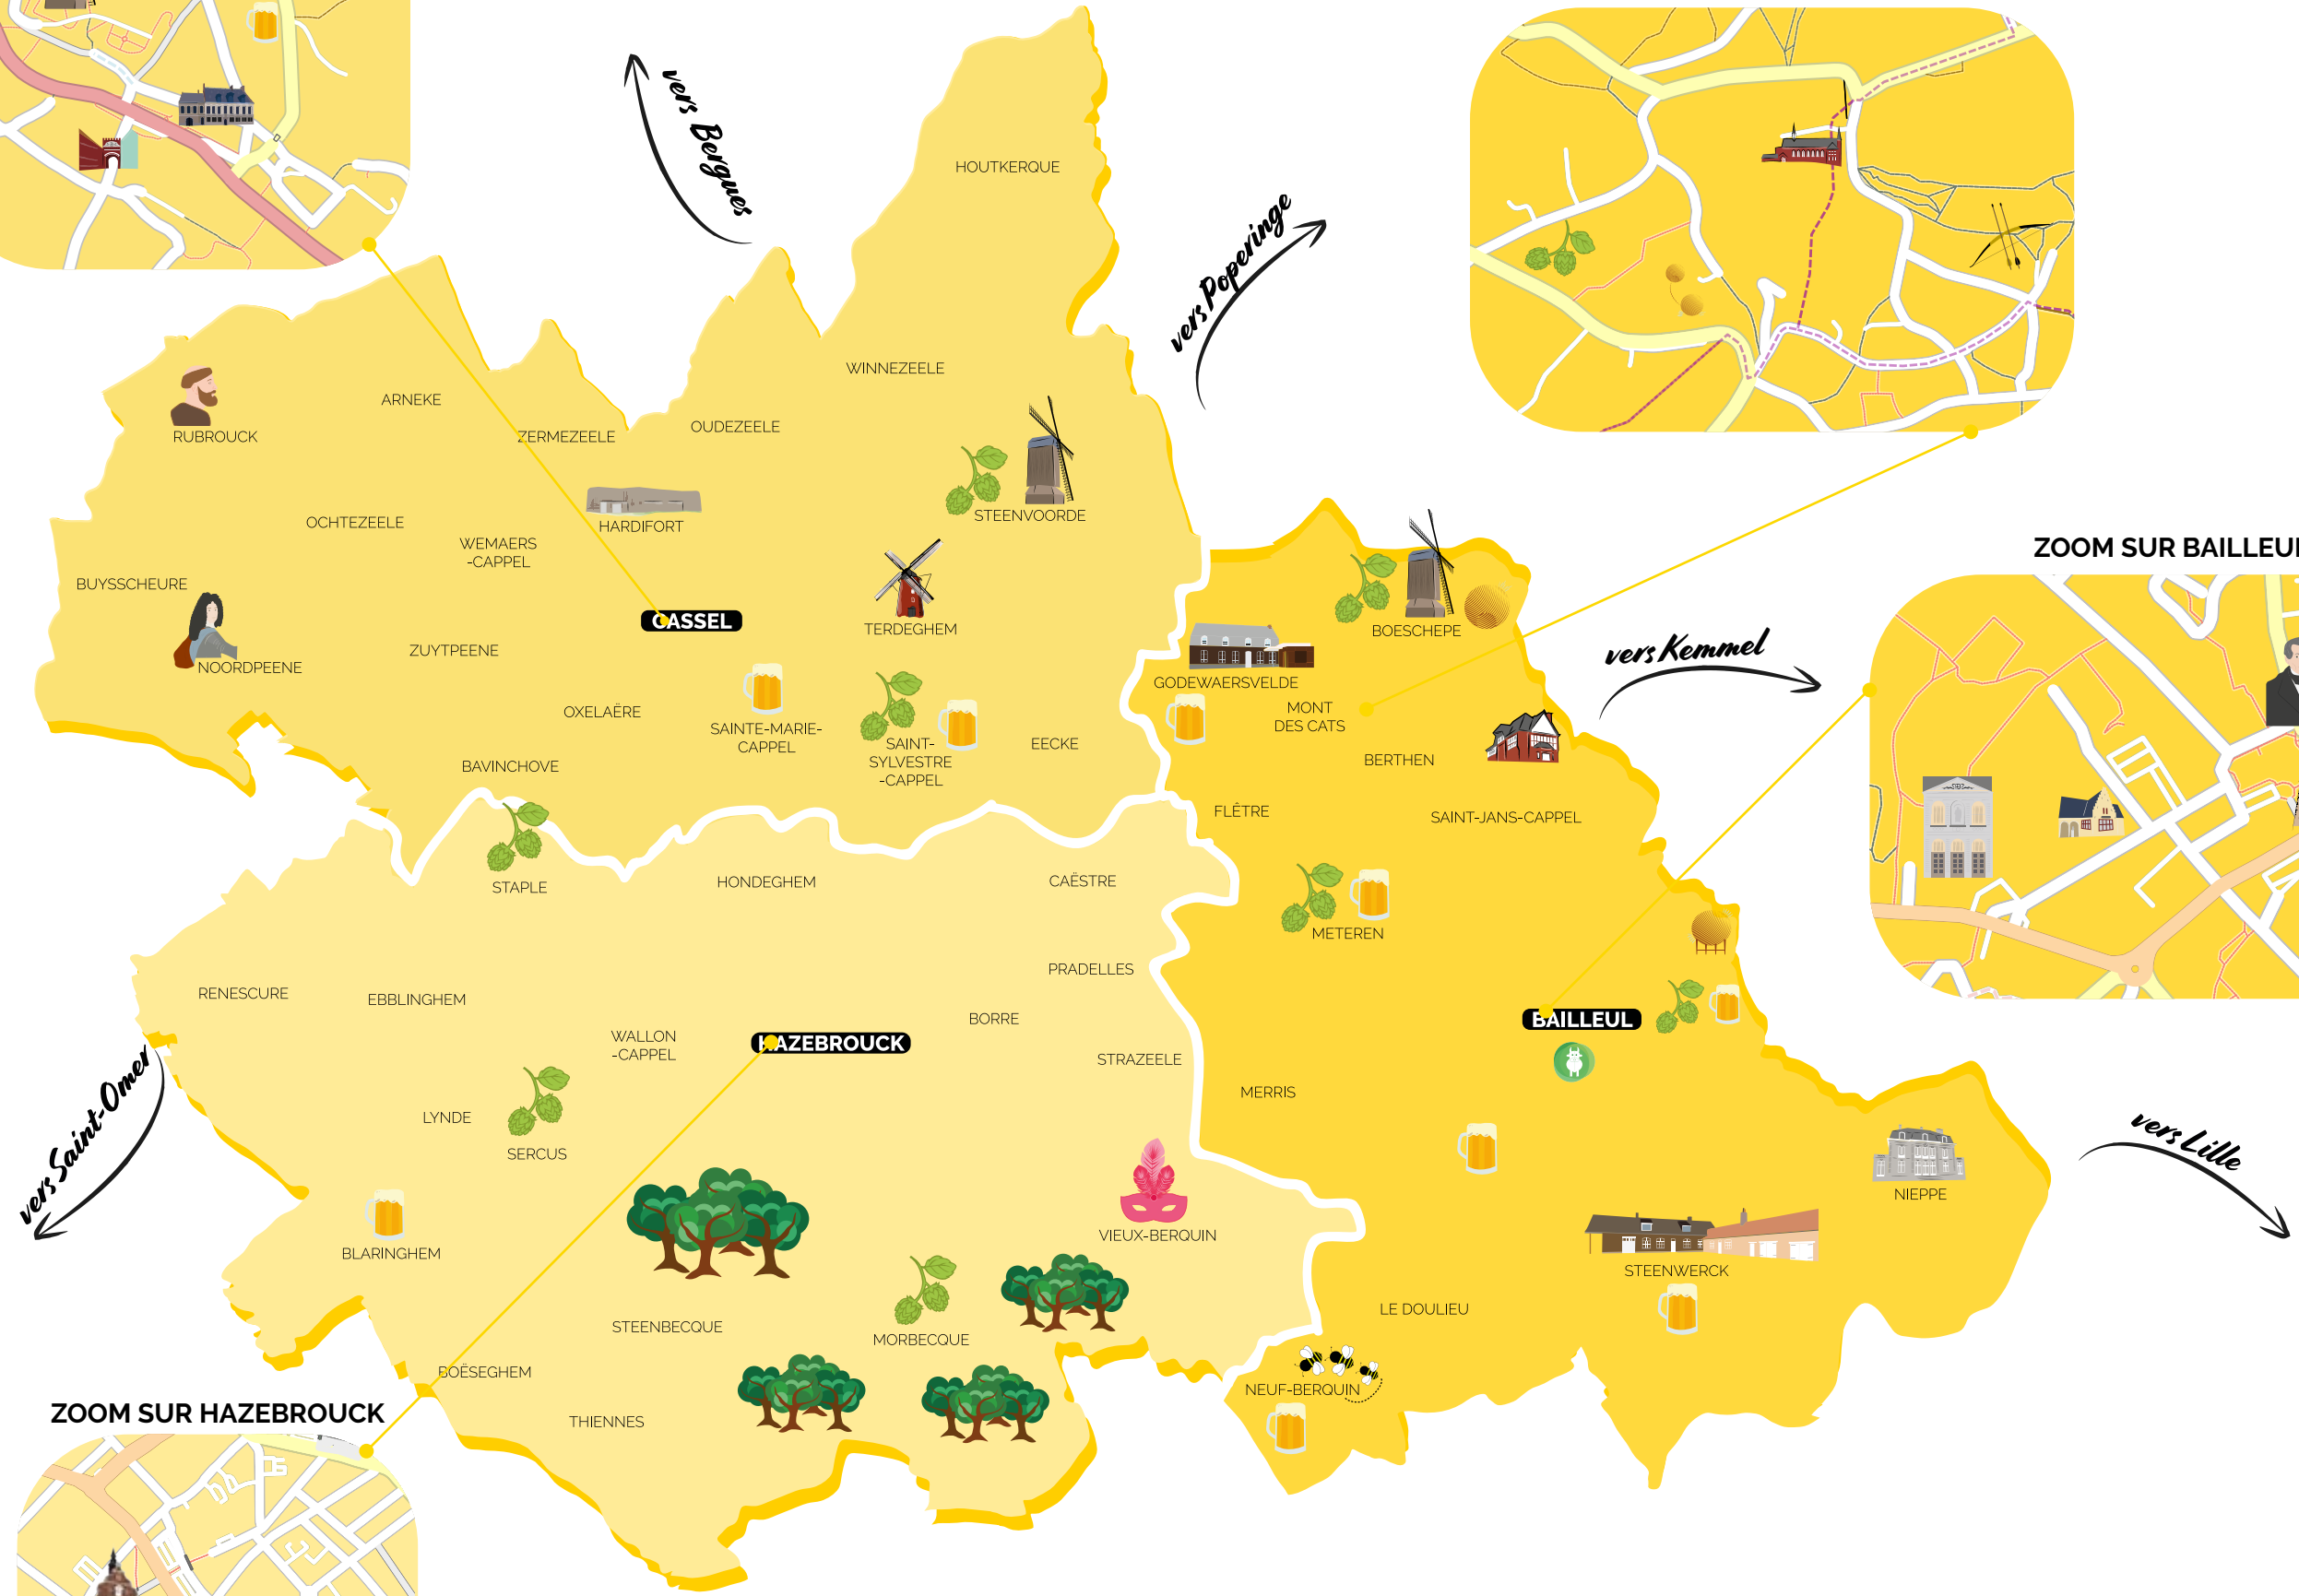 vers Bergues
HOUTKERQUE
vers Poperinge
WINNEZEELE
ARNEKE
OUDEZEELE
RUBROUCK
ZERMEZEELE
STEENVOORDE
OCHTEZEELE
HARDIFORT
WEMAERS
-CAPPEL
ZOOM SUR BAILLEUL
BUYSSCHEURE
CASSEL
TERDEGHEM
BOESCHEPE
vers Kemmel
ZUYTPEENE
NOORDPEENE
GODEWAERSVELDE
MONT
DES CATS
OXELAËRE
SAINTE-MARIE-
CAPPEL
SAINT-
SYLVESTRE
-CAPPEL
EECKE
BERTHEN
BAVINCHOVE
FLÊTRE
SAINT-JANS-CAPPEL
STAPLE
HONDEGHEM
CAËSTRE
METEREN
PRADELLES
RENESCURE
EBBLINGHEM
BORRE
BAILLEUL
WALLON
-CAPPEL
HAZEBROUCK
STRAZEELE
vers Saint-Omer
MERRIS
LYNDE
SERCUS
vers Lille
NIEPPE
VIEUX-BERQUIN
BLARINGHEM
STEENWERCK
LE DOULIEU
STEENBECQUE
MORBECQUE
BOËSEGHEM
NEUF-BERQUIN
ZOOM SUR HAZEBROUCK
THIENNES